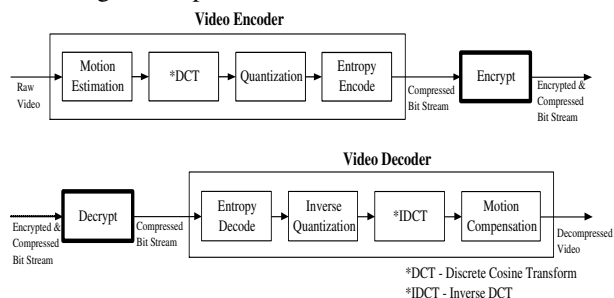 Video Encoder
Raw
Video
Motion
Estimation
*DCT
Quantization
Entropy
Encode
Compressed
Bit Stream
Encrypt
Encrypted &
Compressed
Bit Stream
Video Decoder
Encrypted &
Compressed
Bit Stream
Decrypt
Compressed
Bit Stream
Entropy
Decode
Inverse
Quantization
*IDCT
Motion
Compensation
Decompressed
Video
*DCT - Discrete Cosine Transform
*IDCT - Inverse DCT